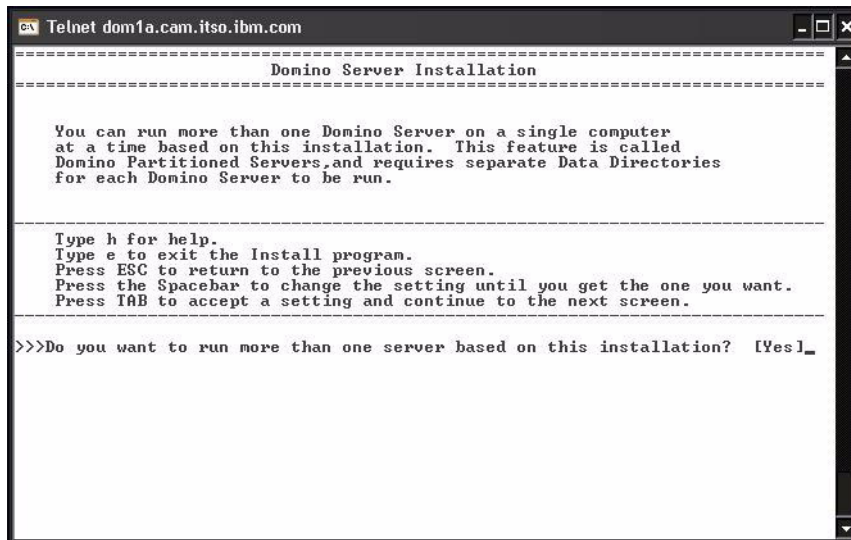 Telnet dom1a.cam.itso.ibm.com
Domino Server Installation
You can run more than one Domino Server on a single computer
at a time based on this installation. This feature is called
Domino Partitioned Servers,and requires separate Data Directories
for each Domino Server to be run.
Type h for help.
Type e to exit the Install program.
Press ESC to return to the previous screen.
Press the Spacebar to change the setting until you get the one you want.
Press TAB to accept a setting and continue to the next screen.
>>>Do you want to run more than one server based on this installation? [Yes]_